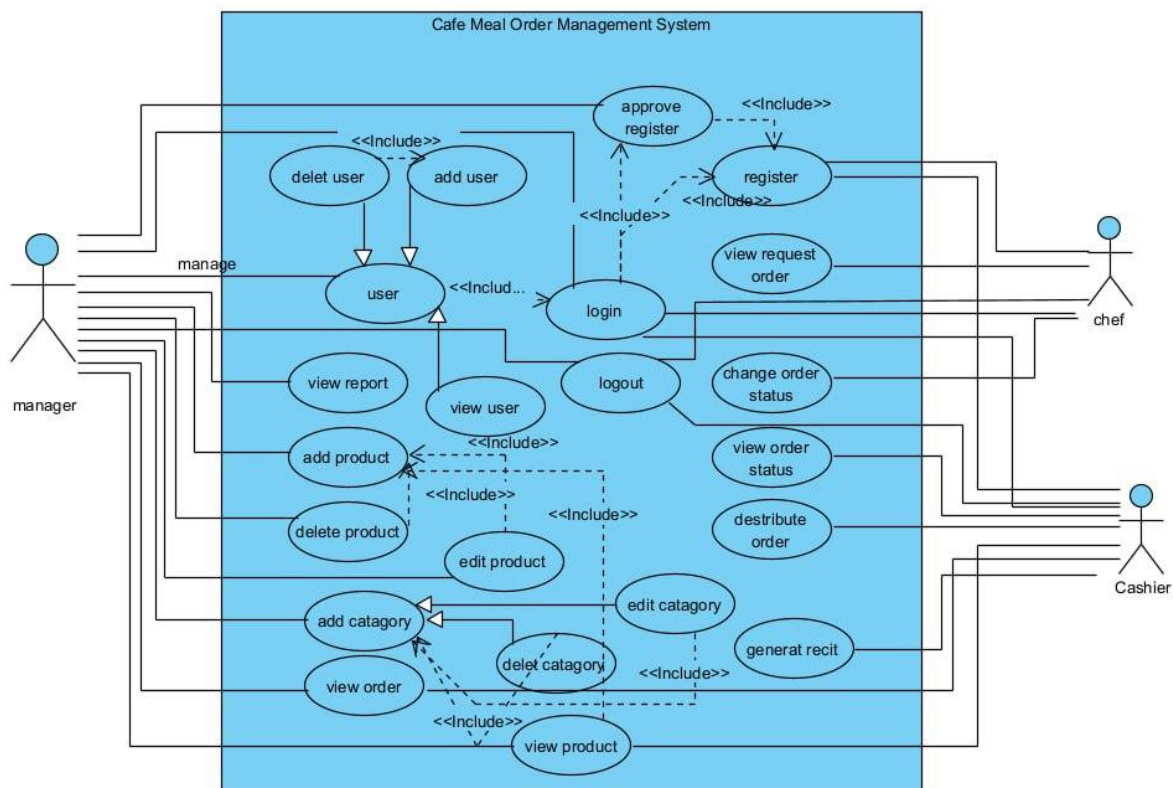 Cafe Meal Order Management System
approve
register
<<Include>>
<<Include>>
delet user
add user
register
<<Include>>
<<Include>>
manage
user
<<Includ...
login
view request
order
chef
manager
view report
logout
change order
status
view user
<<Include>>
add product
view order
status
<<Include>>
<<Include>>
delete product
destribute
order
edit product
Cashier
add catagory
edit catagory
generat recit
delet catagory
<<Include>>
view order
<<Include>>
view product